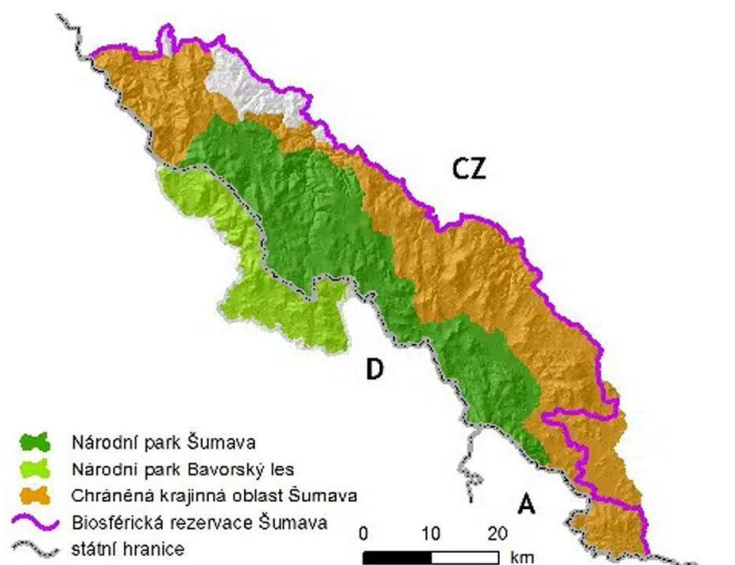 CZ
D
A
Národní park Šumava
Národní park Bavorský les
Chráněná krajinná oblast Šumava
Biosférická rezervace Šumava
státní hranice
0 10 20
km